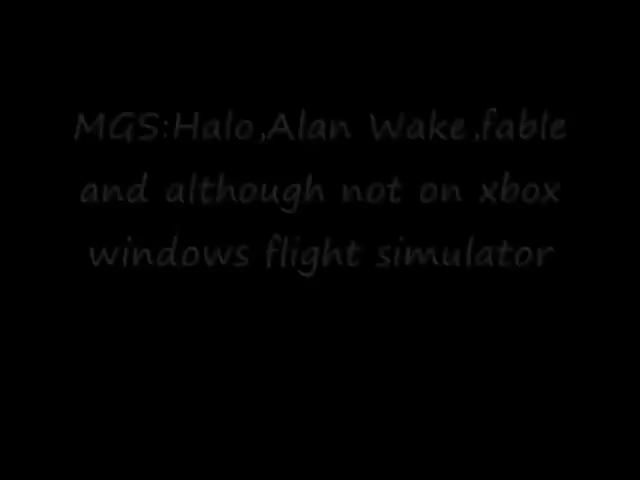 MGS:Halo,Alan Wake,fable
and although not on xbox
windows flight simulator